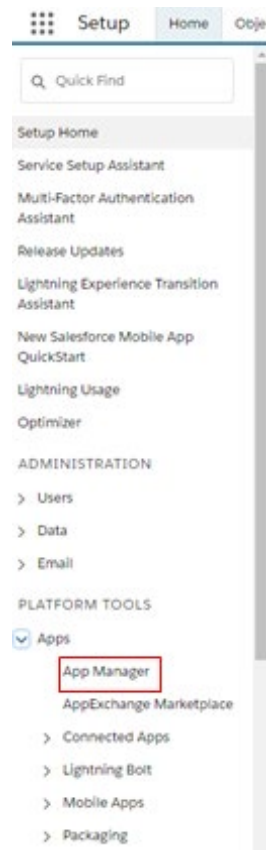 Setup Home Obje
Quick Find
Setup Home
Service Setup Assistant
Multi-Factor Authentication
Assistant
Release Updates
Lightning Experience Transition
Assistant
New Salesforce Mobile App
QuickStart
Lightning Usage
Optimizer
ADMINISTRATION
Users
Data
Email
PLATFORM TOOLS
Apps
App Manager
AppExchange Marketplace
Connected Apps
Lightning Bolt
Mobile Apps
Packaging